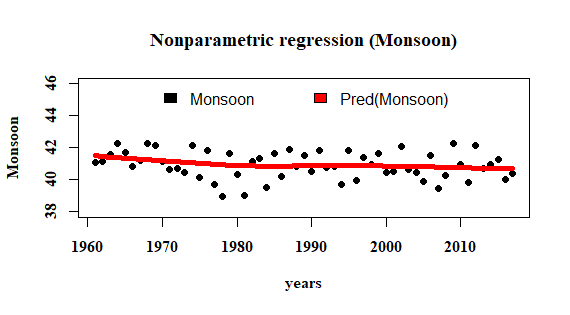 Nonparametric regression (Monsoon)
Monsoon Pred(Monsoon)
Monsoon
46
44
42
40
38
1960 1970 1980 1990 2000 2010
years